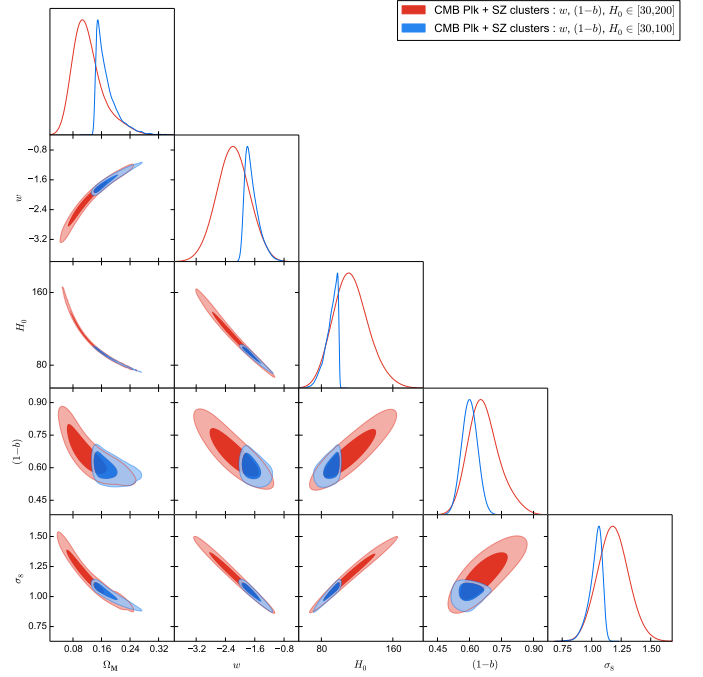 CMB Plk + SZ clusters : w, (1−b), H₀ ∈ [30,200]
CMB Plk + SZ clusters : w, (1−b), H₀ ∈ [30,100]
−0.8
−1.6
−2.4
−3.2
w
160
80
H₀
0.90
0.75
0.60
0.45
(1−b)
1.50
1.25
1.00
0.75
σ₈
0.08 0.16 0.24 0.32
−3.2 −2.4 −1.6 −0.8
80 160
0.45 0.60 0.75 0.90
0.75 1.00 1.25 1.50
Ω_M w H₀ (1−b) σ₈